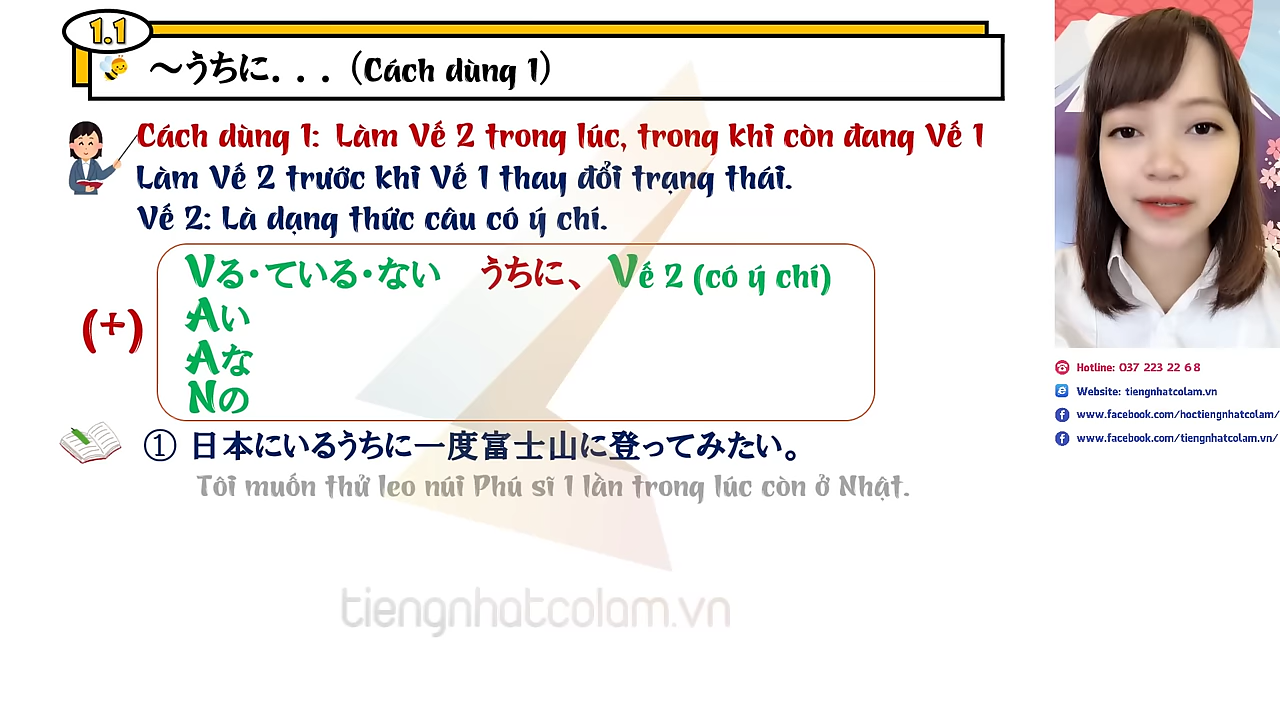 1.1
～うちに．．．（Cách dùng 1）
Cách dùng 1: Làm Vế 2 trong lúc, trong khi còn đang Vế 1
Làm Vế 2 trước khi Vế 1 thay đổi trạng thái.
Vế 2: Là dạng thức câu có ý chí.
Vる・ている・ない うちに、 Vế 2 (có ý chí)
(+)
Aい
Aな
Nの
① 日本にいるうちに一度富士山に登ってみたい。
Tôi muốn thử leo núi Phú sĩ 1 lần trong lúc còn ở Nhật.
tiengnhatcolam.vn
Hotline: 037 223 22 68
Website: tiengnhatcolam.vn
www.facebook.com/hoctiengnhatcolam/
www.facebook.com/tiengnhatcolam.vn/